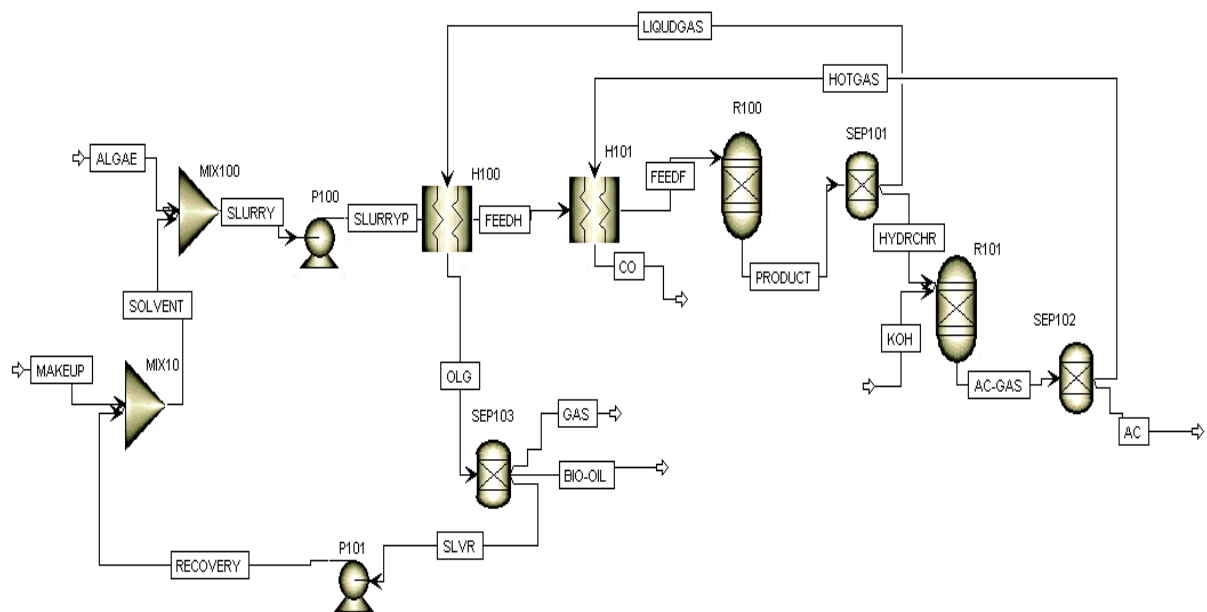 LIQUDGAS
HOTGAS
R100
SEP101
H101
ALGAE
MIX100
H100
FEEDF
P100
SLURRY
SLURRYP
FEEDH
HYDRCHR
R101
CO
PRODUCT
SOLVENT
SEP102
KOH
MAKEUP
MIX10
OLG
AC-GAS
SEP103
GAS
AC
BIO-OIL
SLVR
P101
RECOVERY